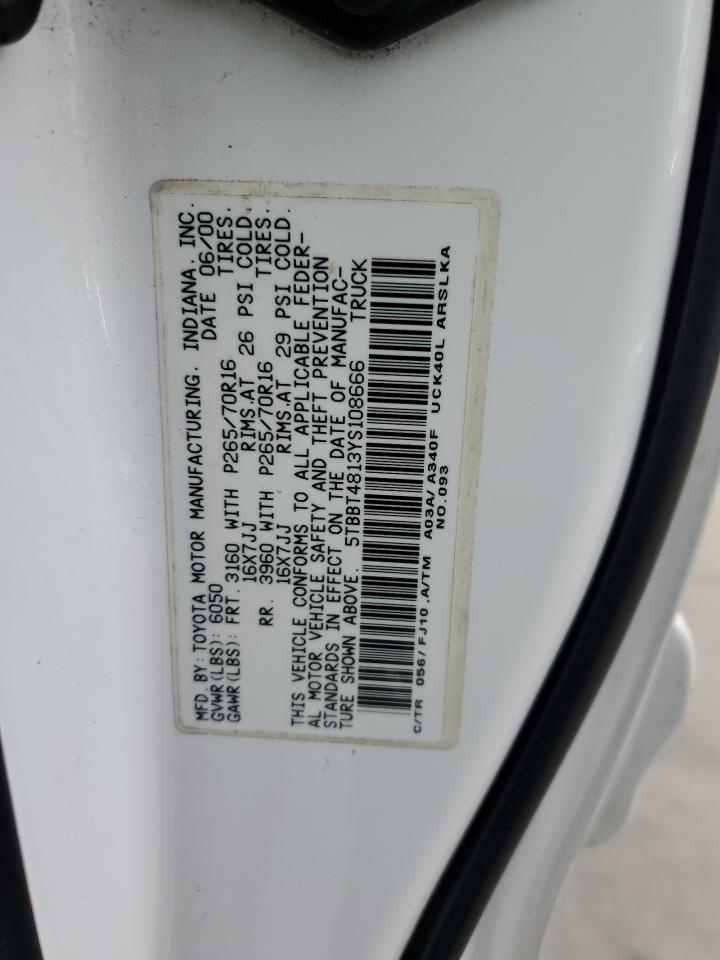 MFD. BY: TOYOTA MOTOR MANUFACTURING, INDIANA, INC.
GVWR(LBS): 6050 DATE 06/00
GAWR(LBS): FRT. 3160 WITH P265/70R16 TIRES,
16X7JJ RIMS,AT 26 PSI COLD.
RR. 3960 WITH P265/70R16 TIRES,
16X7JJ RIMS,AT 29 PSI COLD.
THIS VEHICLE CONFORMS TO ALL APPLICABLE FEDER-
AL MOTOR VEHICLE SAFETY AND THEFT PREVENTION
STANDARDS IN EFFECT ON THE DATE OF MANUFAC-
TURE SHOWN ABOVE. 5TBBT4813YS108666 TRUCK
C/TR 056/FJ10,A/TM A03A/A340F UCK40L ARSLKA
NO.093